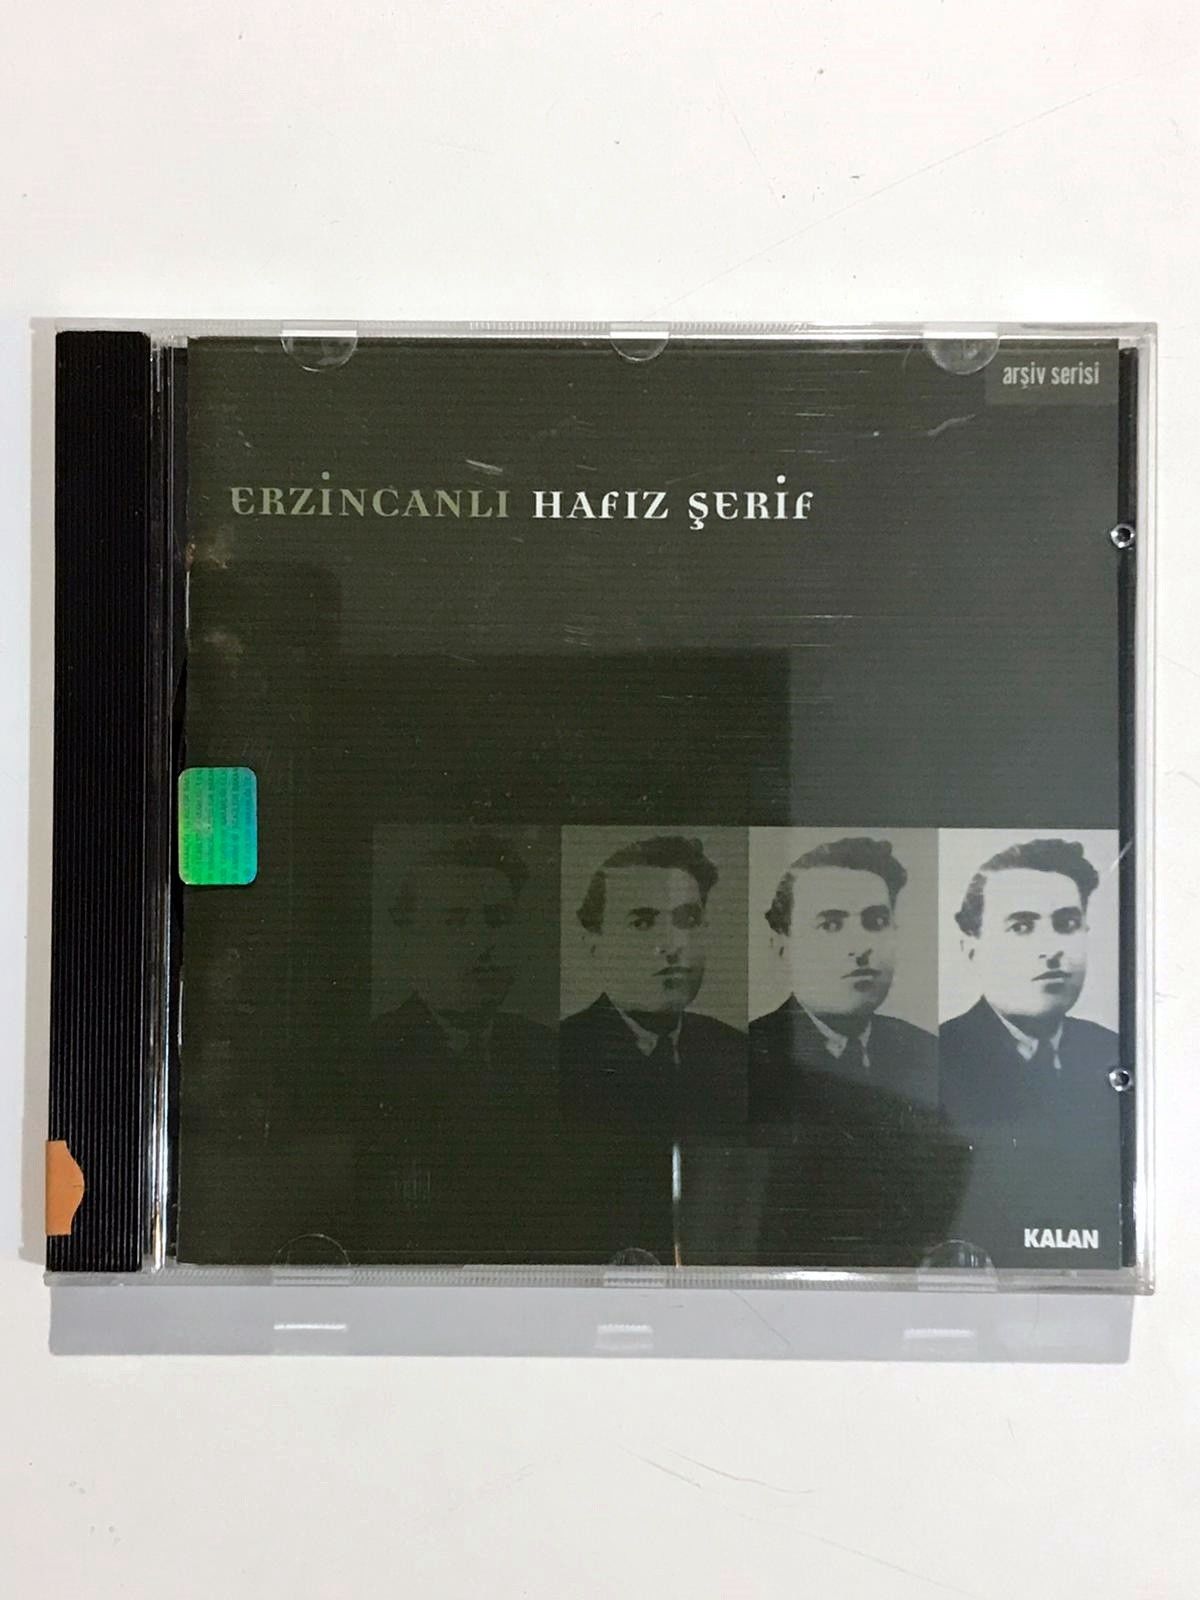 arşiv serisi
ERZİNCANLI HAFIZ ŞERİF
KALAN